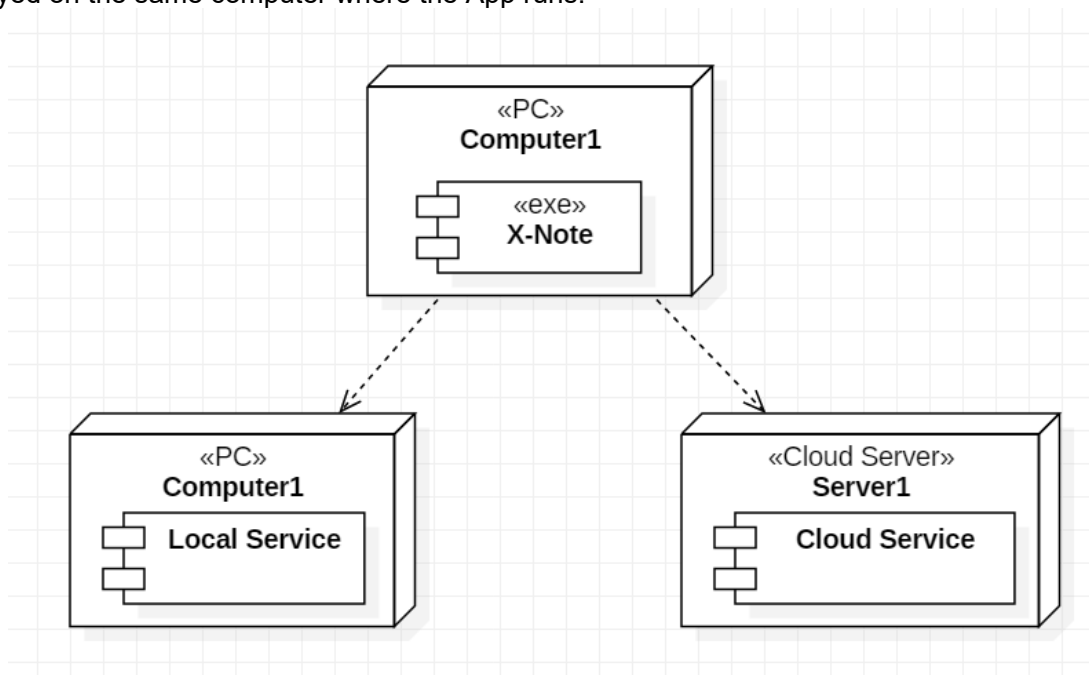 on the same computer where the App runs.
«PC»
Computer1
«exe»
X-Note
«PC»
Computer1
Local Service
«Cloud Server»
Server1
Cloud Service